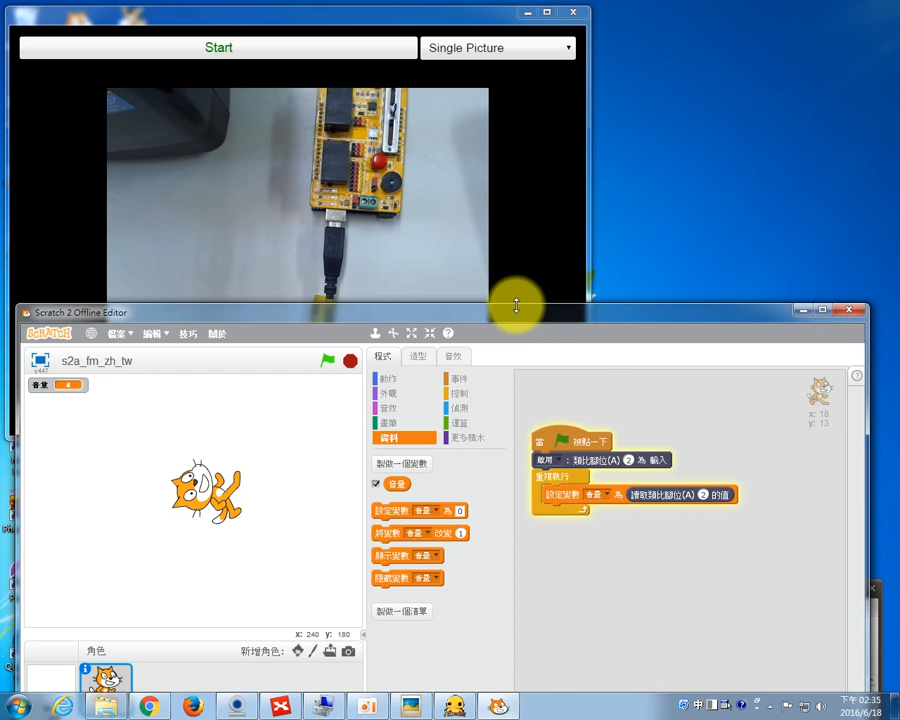 Start
Single Picture
Scratch 2 Offline Editor
SCRATCH
檔案
編輯
技巧
關於
s2a_fm_zh_tw
v447
程式
造型
音效
音量 4
動作
事件
外觀
控制
音效
偵測
畫筆
運算
資料
更多積木
x: 18
y: 13
製做一個變數
音量
設定變數 音量 為 0
將變數 音量 改變 1
顯示變數 音量
隱藏變數 音量
製做一個清單
當 被點一下
啟用 : 類比腳位(A) 2 為 輸入
重複執行
設定變數 音量 為 讀取類比腳位(A) 2 的值
x: 240 y: 180
角色
新增角色:
中
下午 02:35
2016/6/18